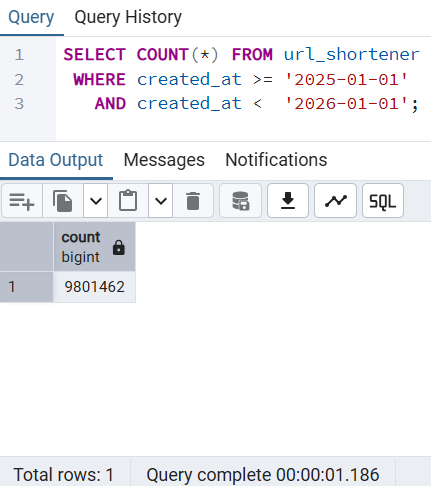 Query Query History
1 SELECT COUNT(*) FROM url_shortener
2 WHERE created_at >= '2025-01-01'
3 AND created_at < '2026-01-01';
Data Output Messages Notifications
SQL
count
bigint
1 9801462
Total rows: 1 Query complete 00:00:01.186